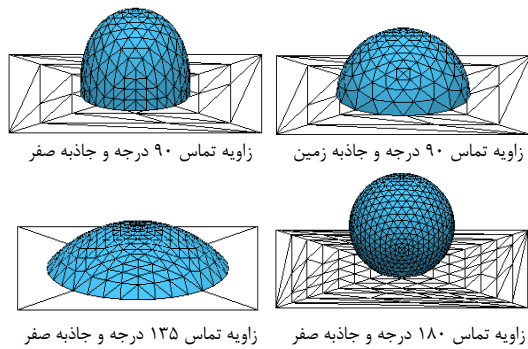 زاویه تماس ۹۰ درجه و جاذبه زمین
زاویه تماس ۹۰ درجه و جاذبه صفر
زاویه تماس ۱۸۰ درجه و جاذبه صفر
زاویه تماس ۱۳۵ درجه و جاذبه صفر